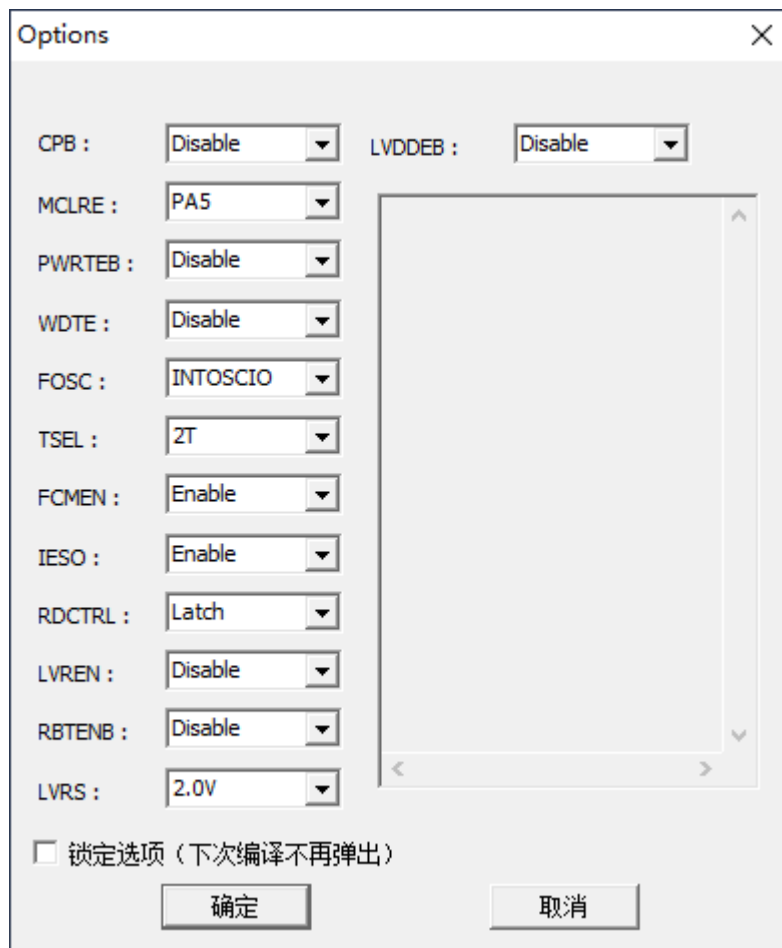 Options
CPB : Disable LVDDEB : Disable
MCLRE : PA5
PWRTEB : Disable
WDTE : Disable
FOSC : INTOSCIO
TSEL : 2T
FCMEN : Enable
IESO : Enable
RDCTRL : Latch
LVREN : Disable
RBTENB : Disable
LVRS : 2.0V
锁定选项（下次编译不再弹出）
确定 取消